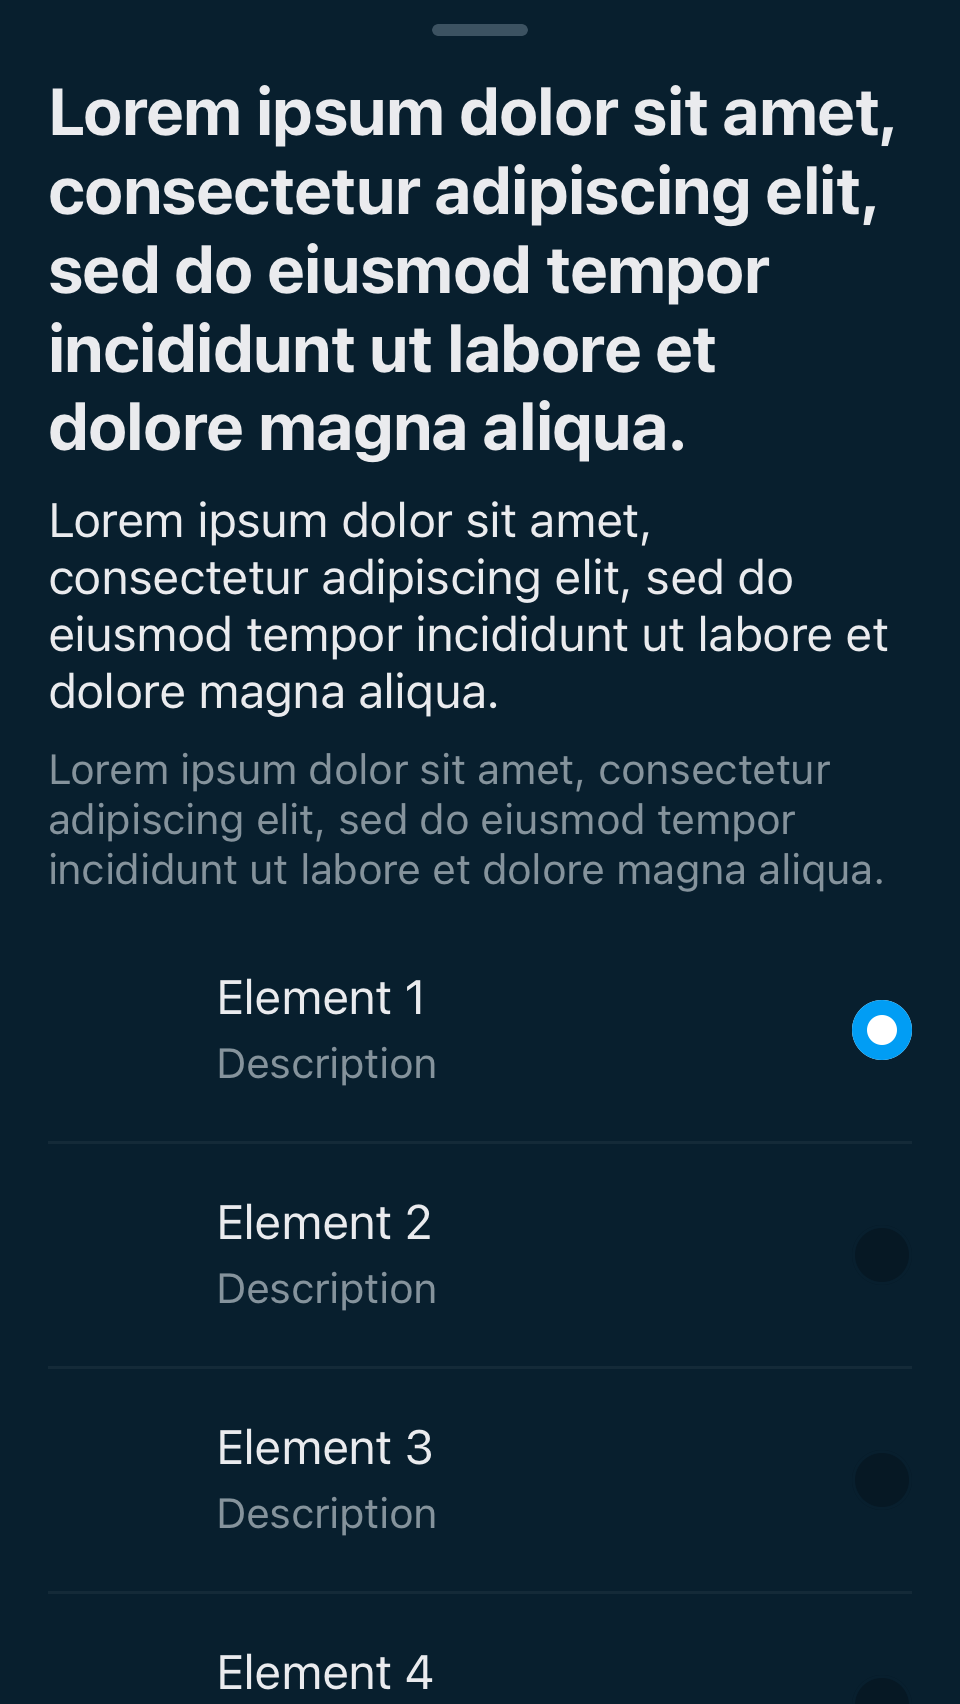 Lorem ipsum dolor sit amet,
consectetur adipiscing elit,
sed do eiusmod tempor
incididunt ut labore et
dolore magna aliqua.
Lorem ipsum dolor sit amet,
consectetur adipiscing elit, sed do
eiusmod tempor incididunt ut labore et
dolore magna aliqua.
Lorem ipsum dolor sit amet, consectetur
adipiscing elit, sed do eiusmod tempor
incididunt ut labore et dolore magna aliqua.
Element 1
Description
Element 2
Description
Element 3
Description
Element 4